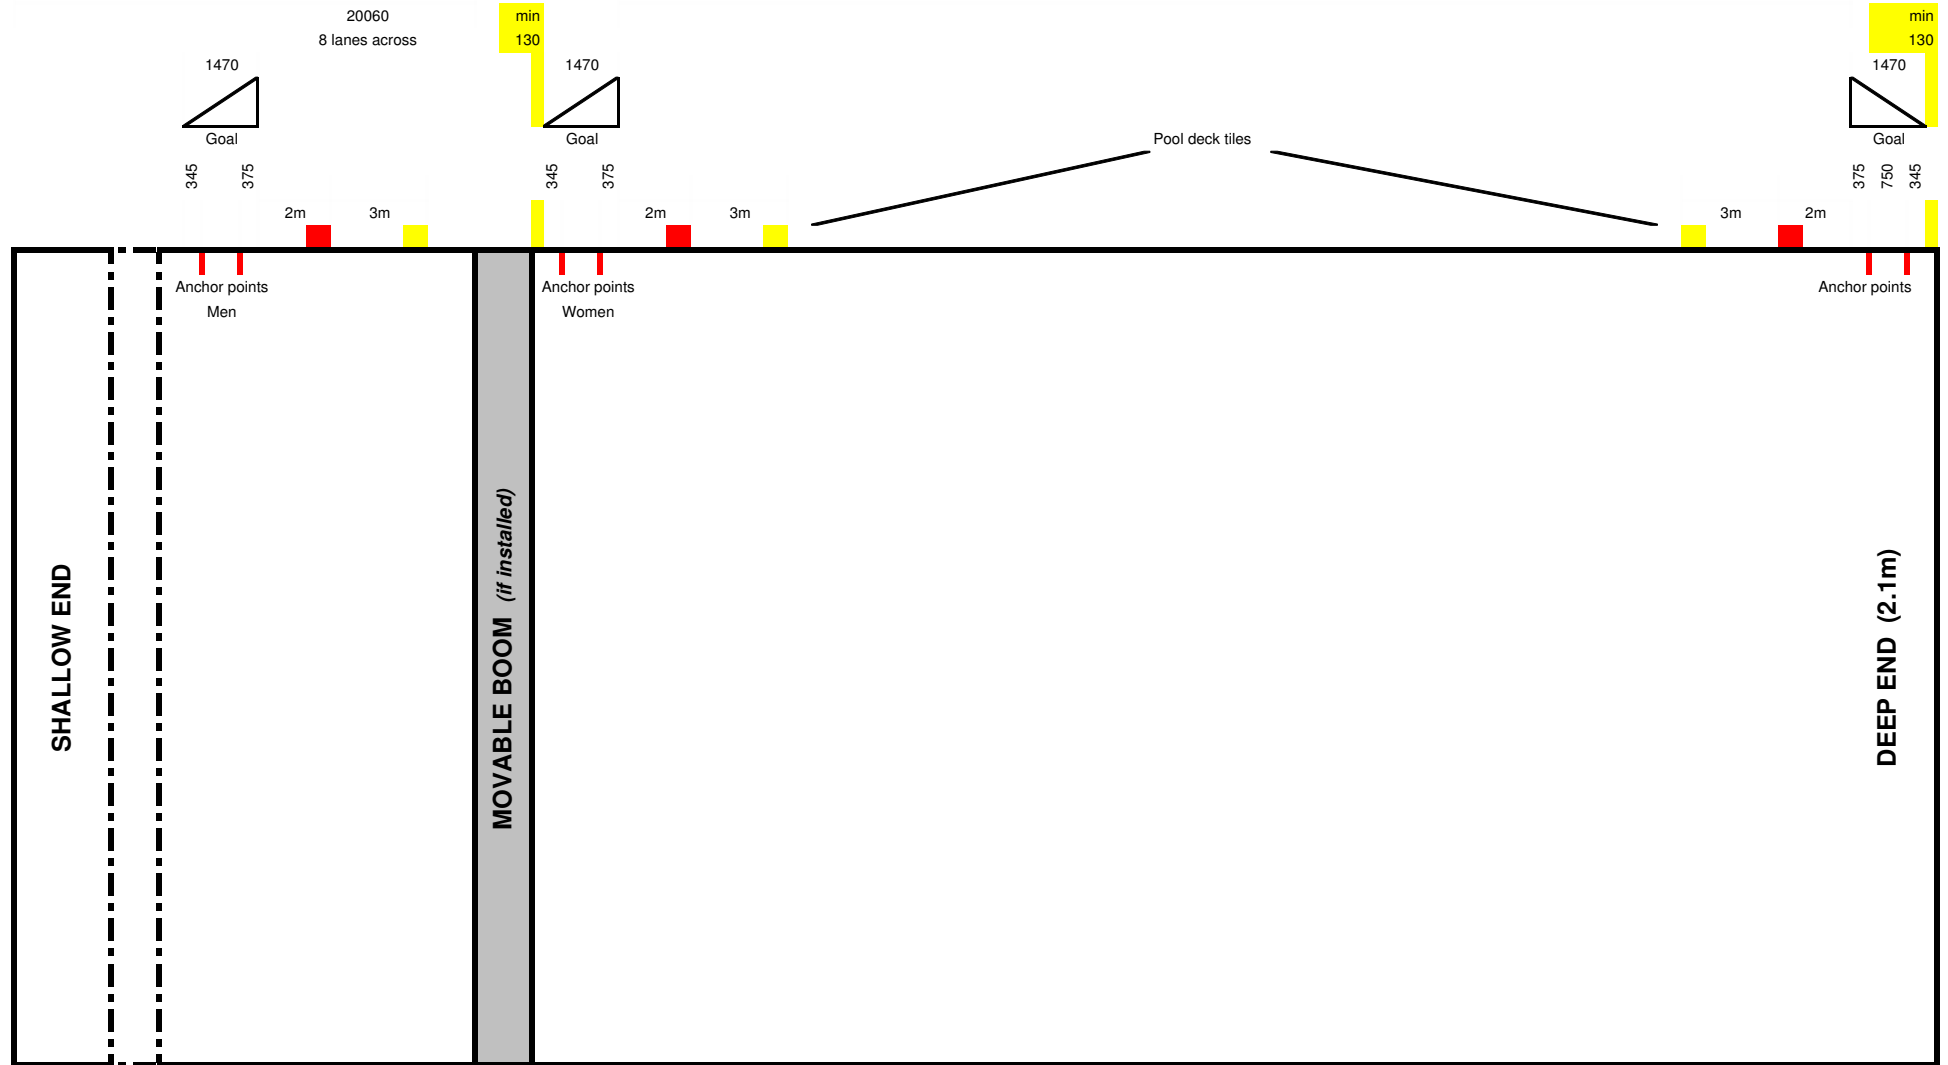 20060
min
min
8 lanes across
130
130
1470
1470
1470
Goal
Goal
Pool deck tiles
Goal
345
375
345
375
375
750
345
2m
3m
2m
3m
3m
2m
Anchor points
Men
Anchor points
Women
Anchor points
SHALLOW END
MOVABLE BOOM (if installed)
DEEP END (2.1m)